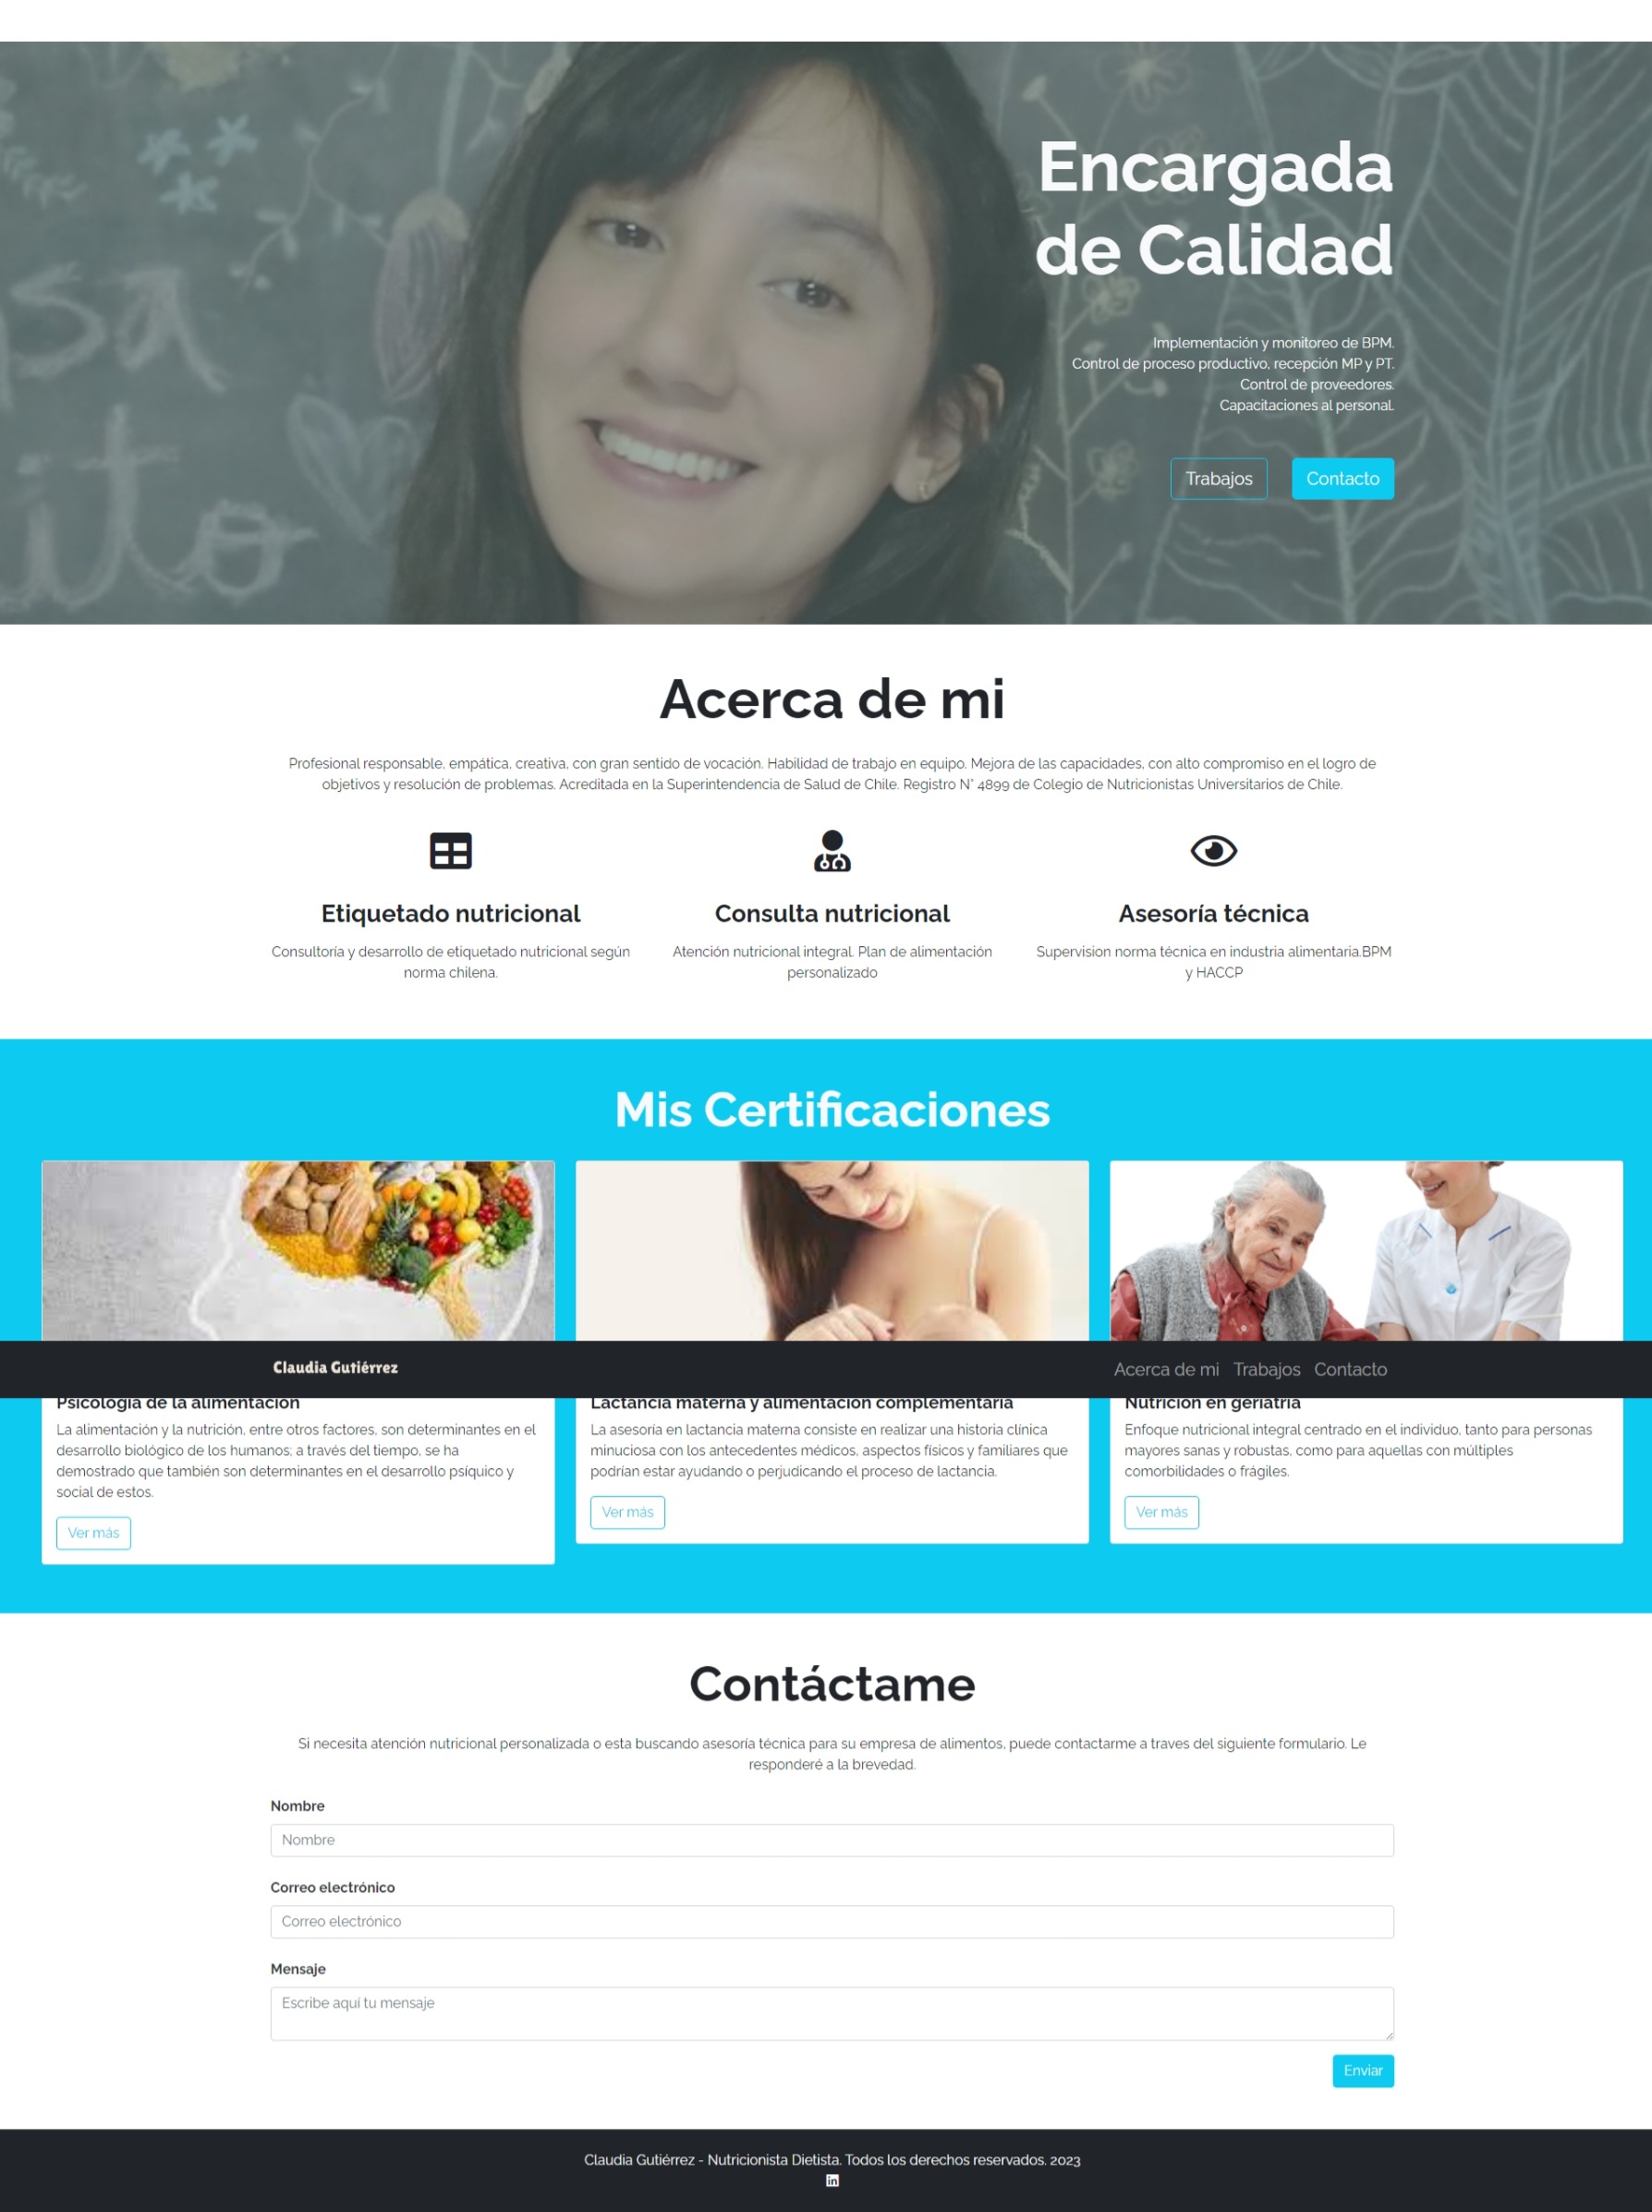 sa
ito
Encargada
de Calidad
Implementación y monitoreo de BPM.
Control de proceso productivo, recepción MP y PT.
Control de proveedores.
Capacitaciones al personal.
Trabajos
Contacto
Acerca de mi
Profesional responsable, empática, creativa, con gran sentido de vocación. Habilidad de trabajo en equipo. Mejora de las capacidades, con alto compromiso en el logro de
objetivos y resolución de problemas. Acreditada en la Superintendencia de Salud de Chile. Registro N° 4899 de Colegio de Nutricionistas Universitarios de Chile.
Etiquetado nutricional
Consultoría y desarrollo de etiquetado nutricional según
norma chilena.
Consulta nutricional
Atención nutricional integral. Plan de alimentación
personalizado
Asesoría técnica
Supervision norma técnica en industria alimentaria.BPM
y HACCP
Mis Certificaciones
Claudia Gutiérrez
Acerca de mi
Trabajos
Contacto
Psicología de la alimentación
La alimentación y la nutrición, entre otros factores, son determinantes en el
desarrollo biológico de los humanos; a través del tiempo, se ha
demostrado que también son determinantes en el desarrollo psíquico y
social de estos.
Ver más
Lactancia materna y alimentación complementaria
La asesoría en lactancia materna consiste en realizar una historia clínica
minuciosa con los antecedentes médicos, aspectos físicos y familiares que
podrían estar ayudando o perjudicando el proceso de lactancia.
Ver más
Nutrición en geriatría
Enfoque nutricional integral centrado en el individuo, tanto para personas
mayores sanas y robustas, como para aquellas con múltiples
comorbilidades o frágiles.
Ver más
Contáctame
Si necesita atención nutricional personalizada o esta buscando asesoría técnica para su empresa de alimentos, puede contactarme a traves del siguiente formulario. Le
responderé a la brevedad.
Nombre
Nombre
Correo electrónico
Correo electrónico
Mensaje
Escribe aquí tu mensaje
Enviar
Claudia Gutiérrez - Nutricionista Dietista. Todos los derechos reservados. 2023
in